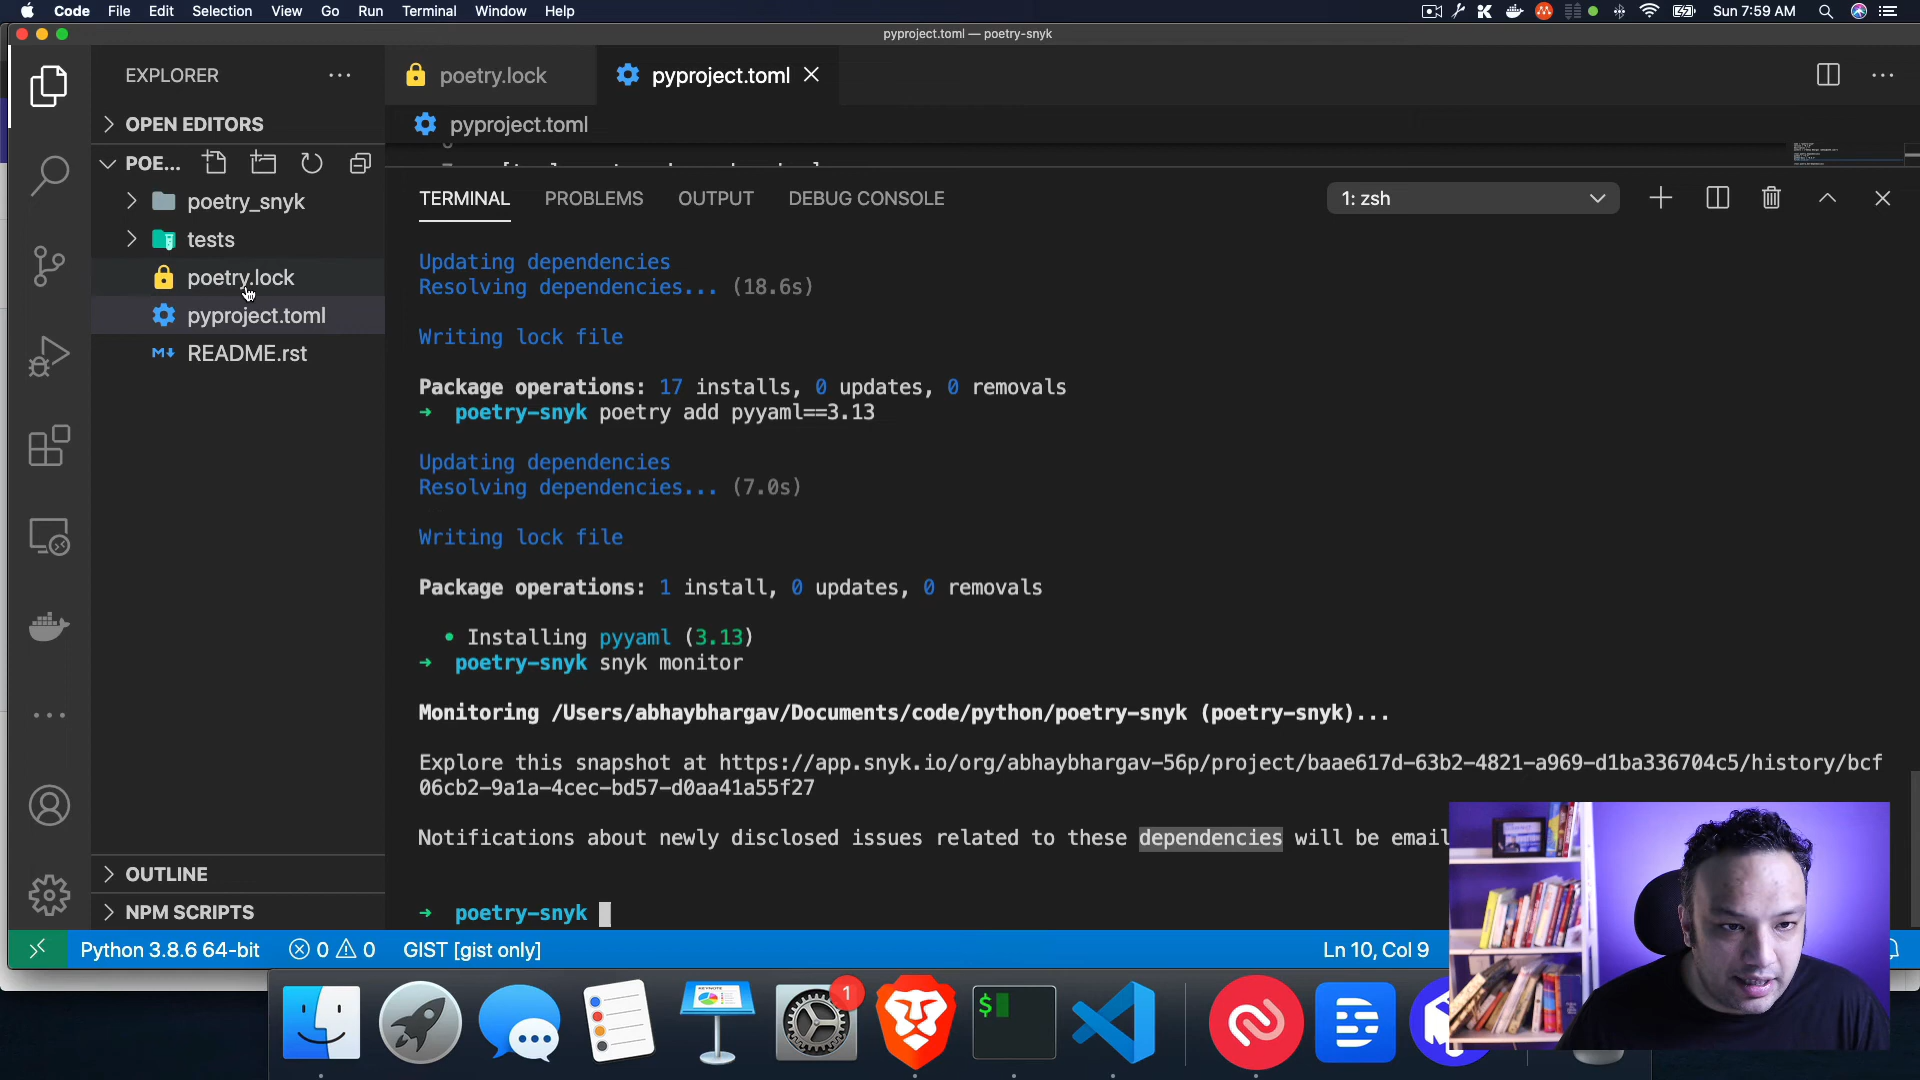 Code File Edit Selection View Go Run Terminal Window Help
Sun 7:59 AM
pyproject.toml — poetry-snyk
EXPLORER
poetry.lock
pyproject.toml
OPEN EDITORS
pyproject.toml
POE...
poetry_snyk
tests
poetry.lock
pyproject.toml
README.rst
TERMINAL PROBLEMS OUTPUT DEBUG CONSOLE
1: zsh
Updating dependencies
Resolving dependencies... (18.6s)
Writing lock file
Package operations: 17 installs, 0 updates, 0 removals
➜ poetry-snyk poetry add pyyaml==3.13
Updating dependencies
Resolving dependencies... (7.0s)
Writing lock file
Package operations: 1 install, 0 updates, 0 removals
• Installing pyyaml (3.13)
➜ poetry-snyk snyk monitor
Monitoring /Users/abhaybhargav/Documents/code/python/poetry-snyk (poetry-snyk)...
Explore this snapshot at https://app.snyk.io/org/abhaybhargav-56p/project/baae617d-63b2-4821-a969-d1ba336704c5/history/bcf
06cb2-9a1a-4cec-bd57-d0aa41a55f27
Notifications about newly disclosed issues related to these dependencies will be email
➜ poetry-snyk
OUTLINE
NPM SCRIPTS
Python 3.8.6 64-bit 0 0 GIST [gist only]
Ln 10, Col 9
1
$